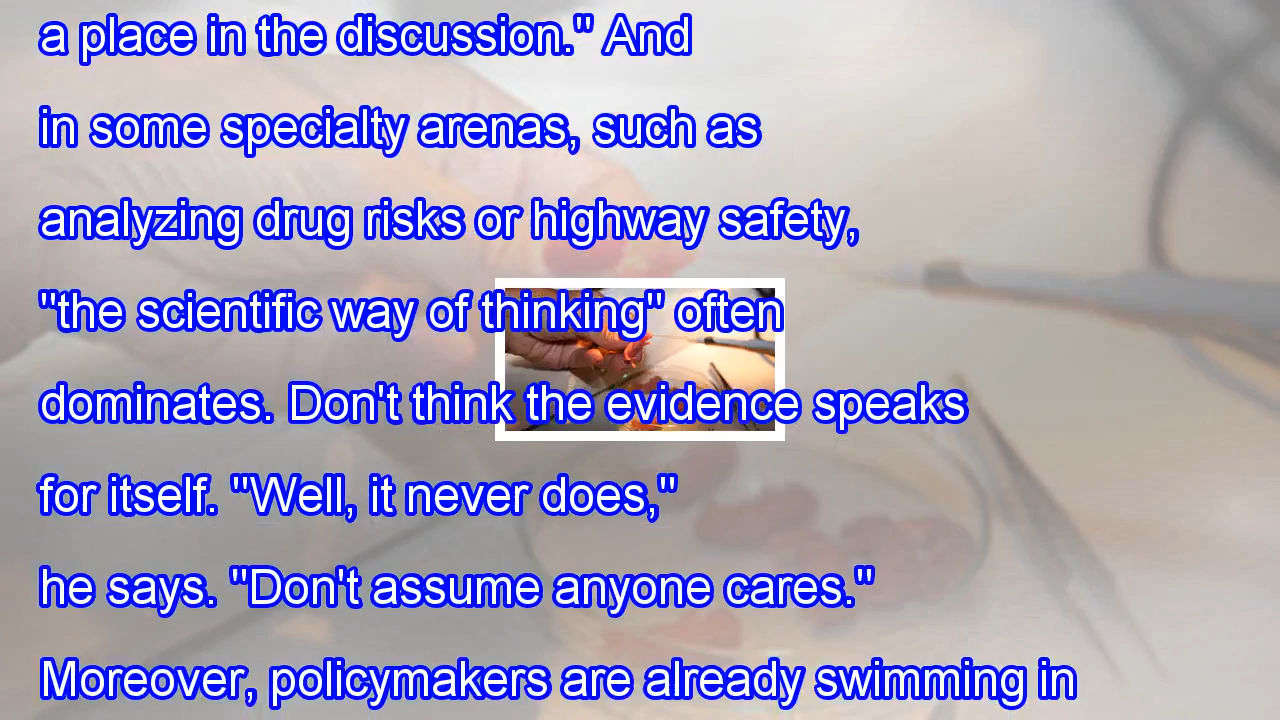 a place in the discussion." And
in some specialty arenas, such as
analyzing drug risks or highway safety,
"the scientific way of thinking" often
dominates. Don't think the evidence speaks
for itself. "Well, it never does,"
he says. "Don't assume anyone cares."
Moreover, policymakers are already swimming in